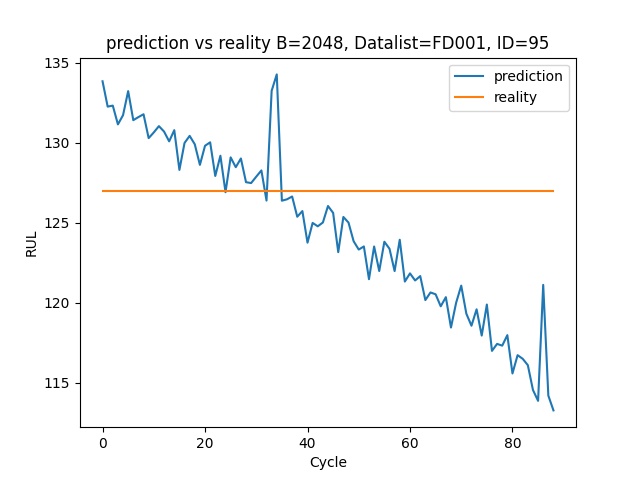 prediction vs reality B=2048, Datalist=FD001, ID=95
prediction
reality
135
130
125
120
115
RUL
0
20
40
60
80
Cycle